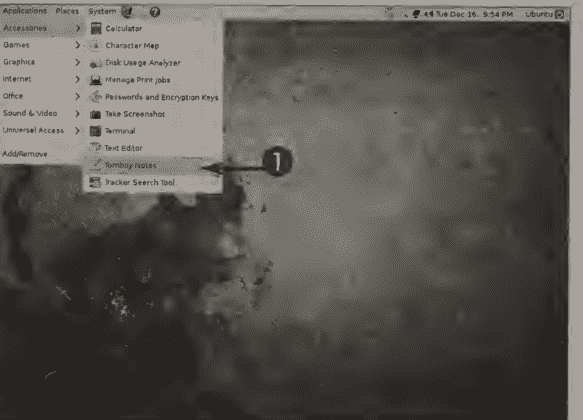 Applications Places System
Tue Dec 16, 9:54 PM Ubuntu
Accessories
Games
Graphics
Internet
Office
Sound & Video
Universal Access
Add/Remove
Calculator
Character Map
Disk Usage Analyzer
Manage Print Jobs
Passwords and Encryption Keys
Take Screenshot
Terminal
Text Editor
Tomboy Notes
Tracker Search Tool
1